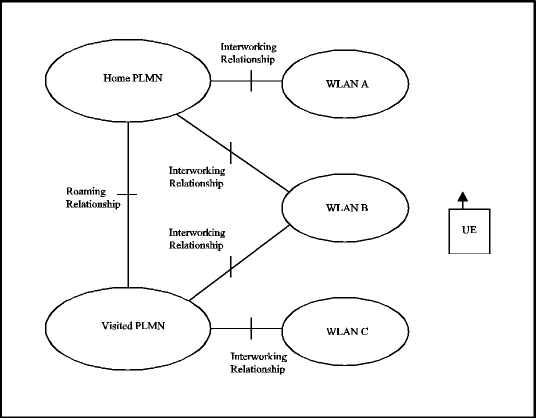 Interworking
Relationship
Home PLMN
WLAN A
Interworking
Relationship
Roaming
Relationship
WLAN B
UE
Interworking
Relationship
Visited PLMN
WLAN C
Interworking
Relationship